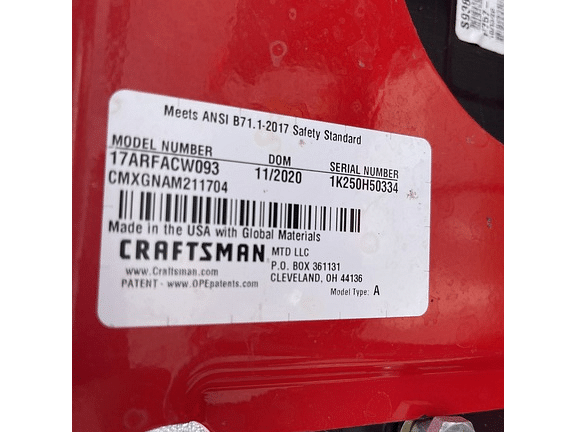 Meets ANSI B71.1-2017 Safety Standard
MODEL NUMBER DOM SERIAL NUMBER
17ARFACW093 11/2020 1K250H50334
CMXGNAM211704
Made in the USA with Global Materials
CRAFTSMAN MTD LLC
www.Craftsman.com P.O. BOX 361131
PATENT - www.OPEpatents.com CLEVELAND, OH 44136
Model Type: A